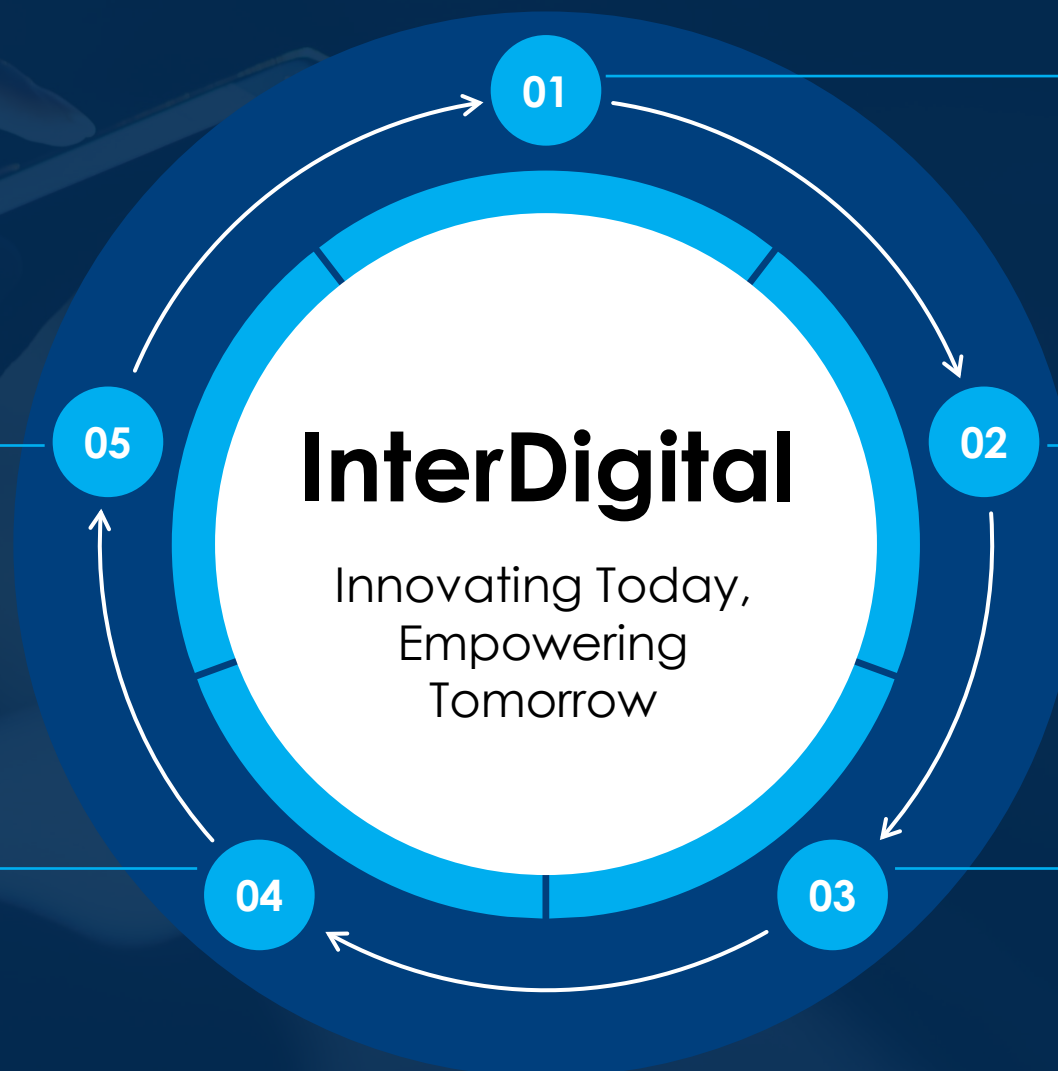 01
05
02
InterDigital
Innovating Today,
Empowering
Tomorrow
04
03